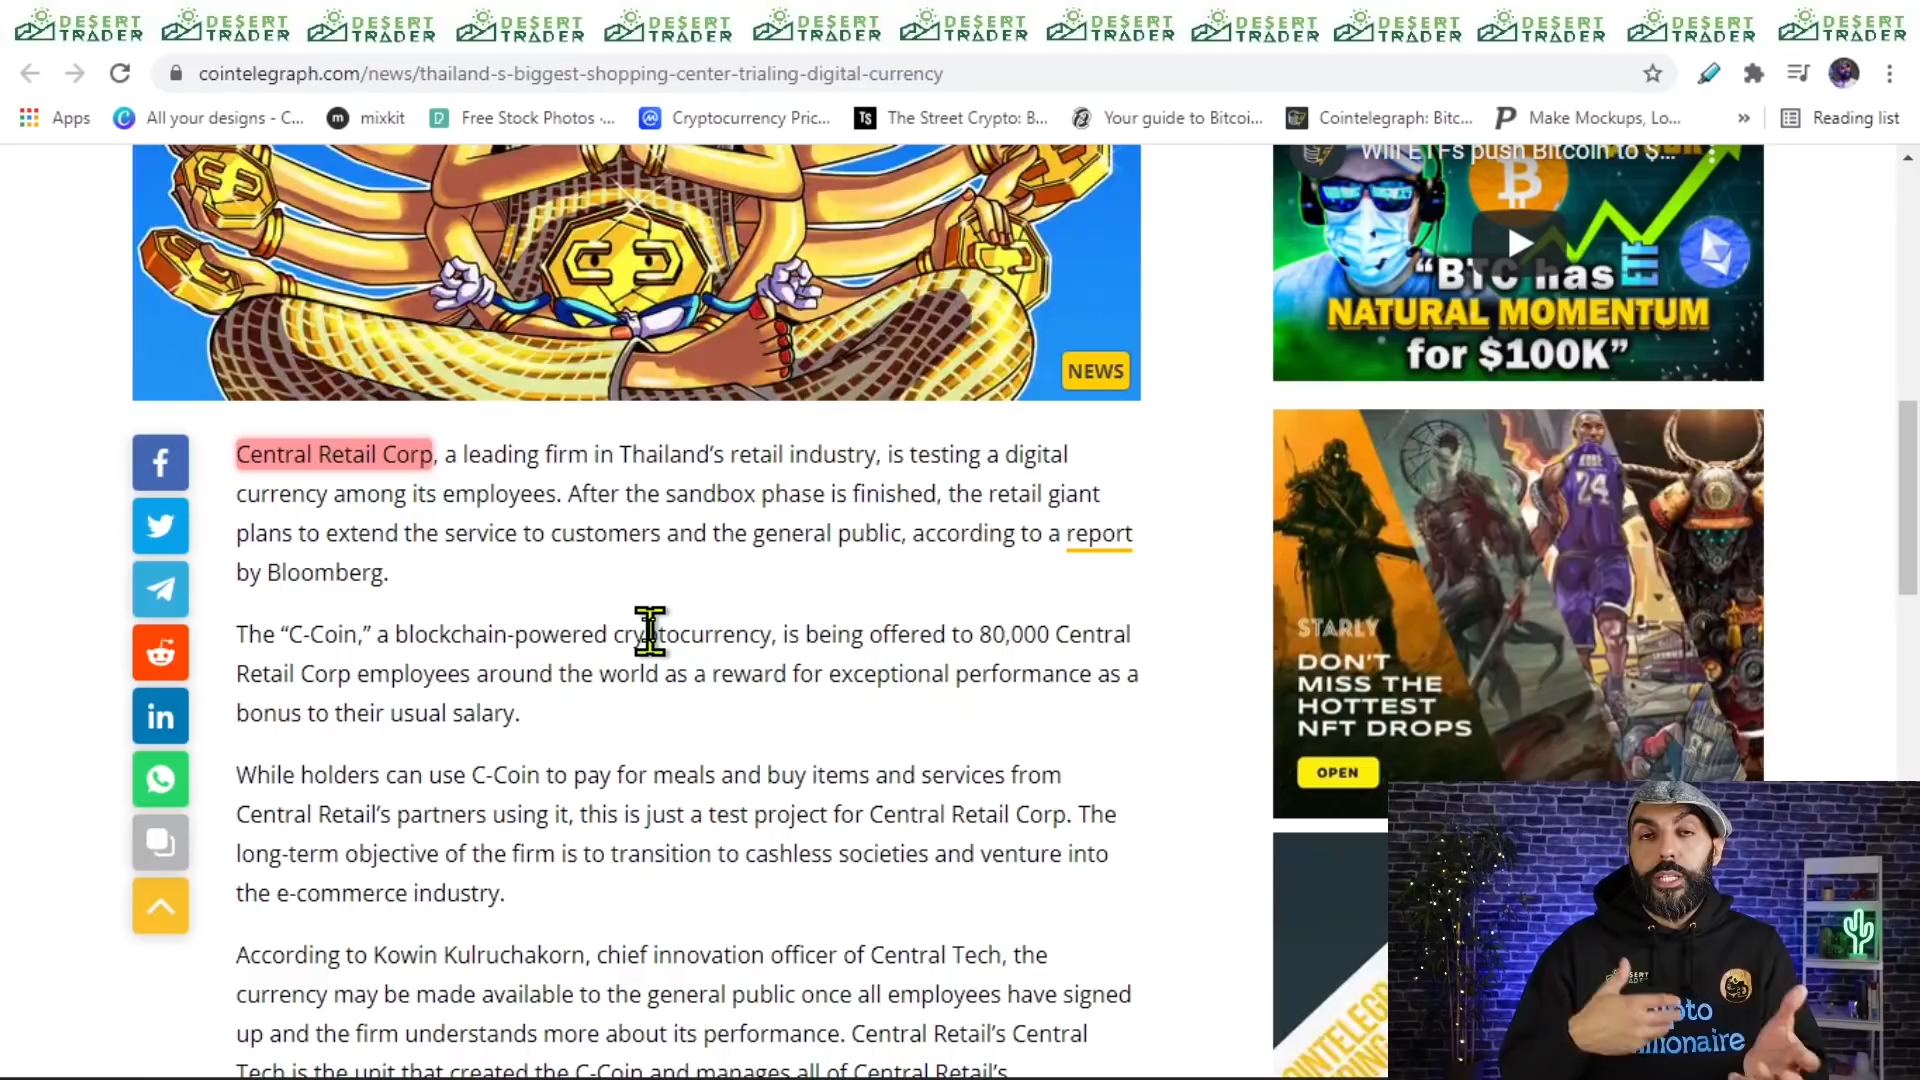 DESERT TRADER DESERT TRADER DESERT TRADER DESERT TRADER DESERT TRADER DESERT TRADER DESERT TRADER DESERT TRADER DESERT TRADER DESERT TRADER DESERT TRADER DESERT TRADER DESERT TRADER
cointelegraph.com/news/thailand-s-biggest-shopping-center-trialing-digital-currency
Apps
All your designs - C...
m mixkit
Free Stock Photos -...
Cryptocurrency Pric...
TS The Street Crypto: B...
Your guide to Bitcoi...
Cointelegraph: Bitc...
Make Mockups, Lo...
»
Reading list
NEWS
Central Retail Corp, a leading firm in Thailand’s retail industry, is testing a digital
currency among its employees. After the sandbox phase is finished, the retail giant
plans to extend the service to customers and the general public, according to a report
by Bloomberg.
The “C-Coin,” a blockchain-powered cryptocurrency, is being offered to 80,000 Central
Retail Corp employees around the world as a reward for exceptional performance as a
bonus to their usual salary.
While holders can use C-Coin to pay for meals and buy items and services from
Central Retail’s partners using it, this is just a test project for Central Retail Corp. The
long-term objective of the firm is to transition to cashless societies and venture into
the e-commerce industry.
According to Kowin Kulruchakorn, chief innovation officer of Central Tech, the
currency may be made available to the general public once all employees have signed
up and the firm understands more about its performance. Central Retail’s Central
Tech is the unit that created the C-Coin and manages all of Central Retail’s
Will ETFs push Bitcoin to $...
“BTC has
ETF
NATURAL MOMENTUM
for $100K”
24
STARLY
DON'T
MISS THE
HOTTEST
NFT DROPS
OPEN
DESERT
TRADER